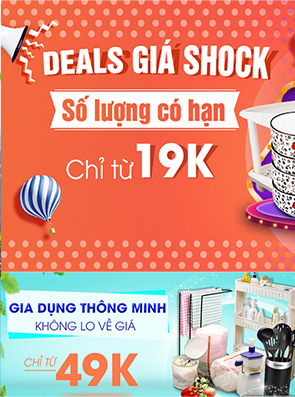 DEALS GIÁ SHOCK
Số lượng có hạn
Chỉ từ 19K
GIA DỤNG THÔNG MINH
KHÔNG LO VỀ GIÁ
CHỈ TỪ 49K